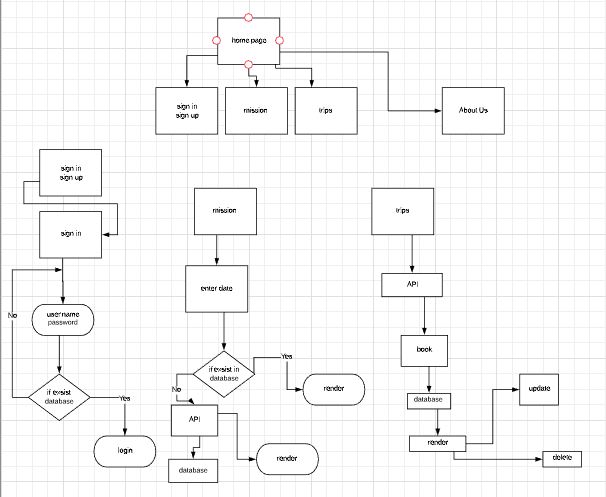 home page
sign in
sign up
mission
trips
About Us
sign in
sign up
sign in
No
user name
password
if exsist
database
Yes
login
mission
enter date
if exsist in
database
Yes
render
No
API
render
database
trips
API
book
database
render
update
delete